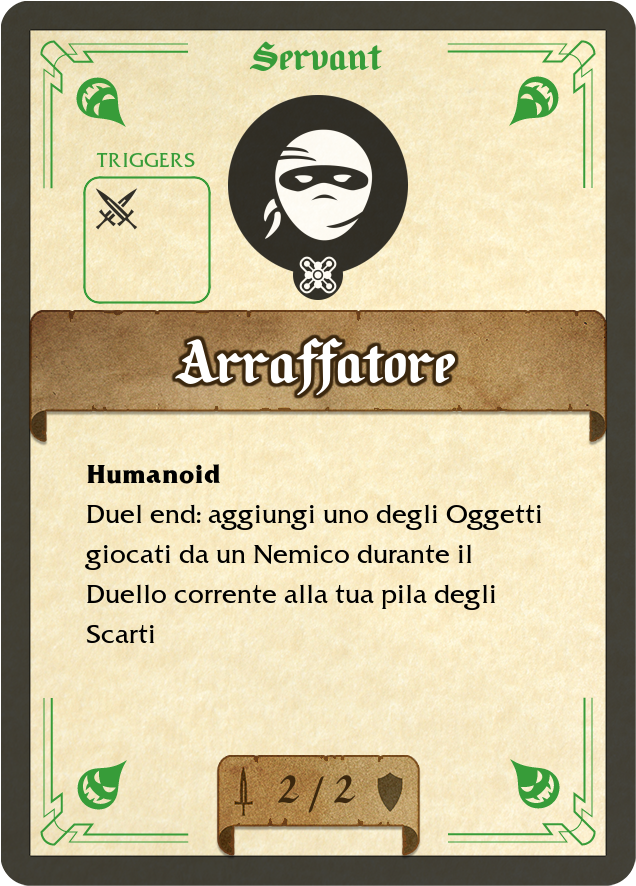 Servant
TRIGGERS
Arraffatore
Humanoid
Duel end: aggiungi uno degli Oggetti
giocati da un Nemico durante il
Duello corrente alla tua pila degli
Scarti
2 / 2